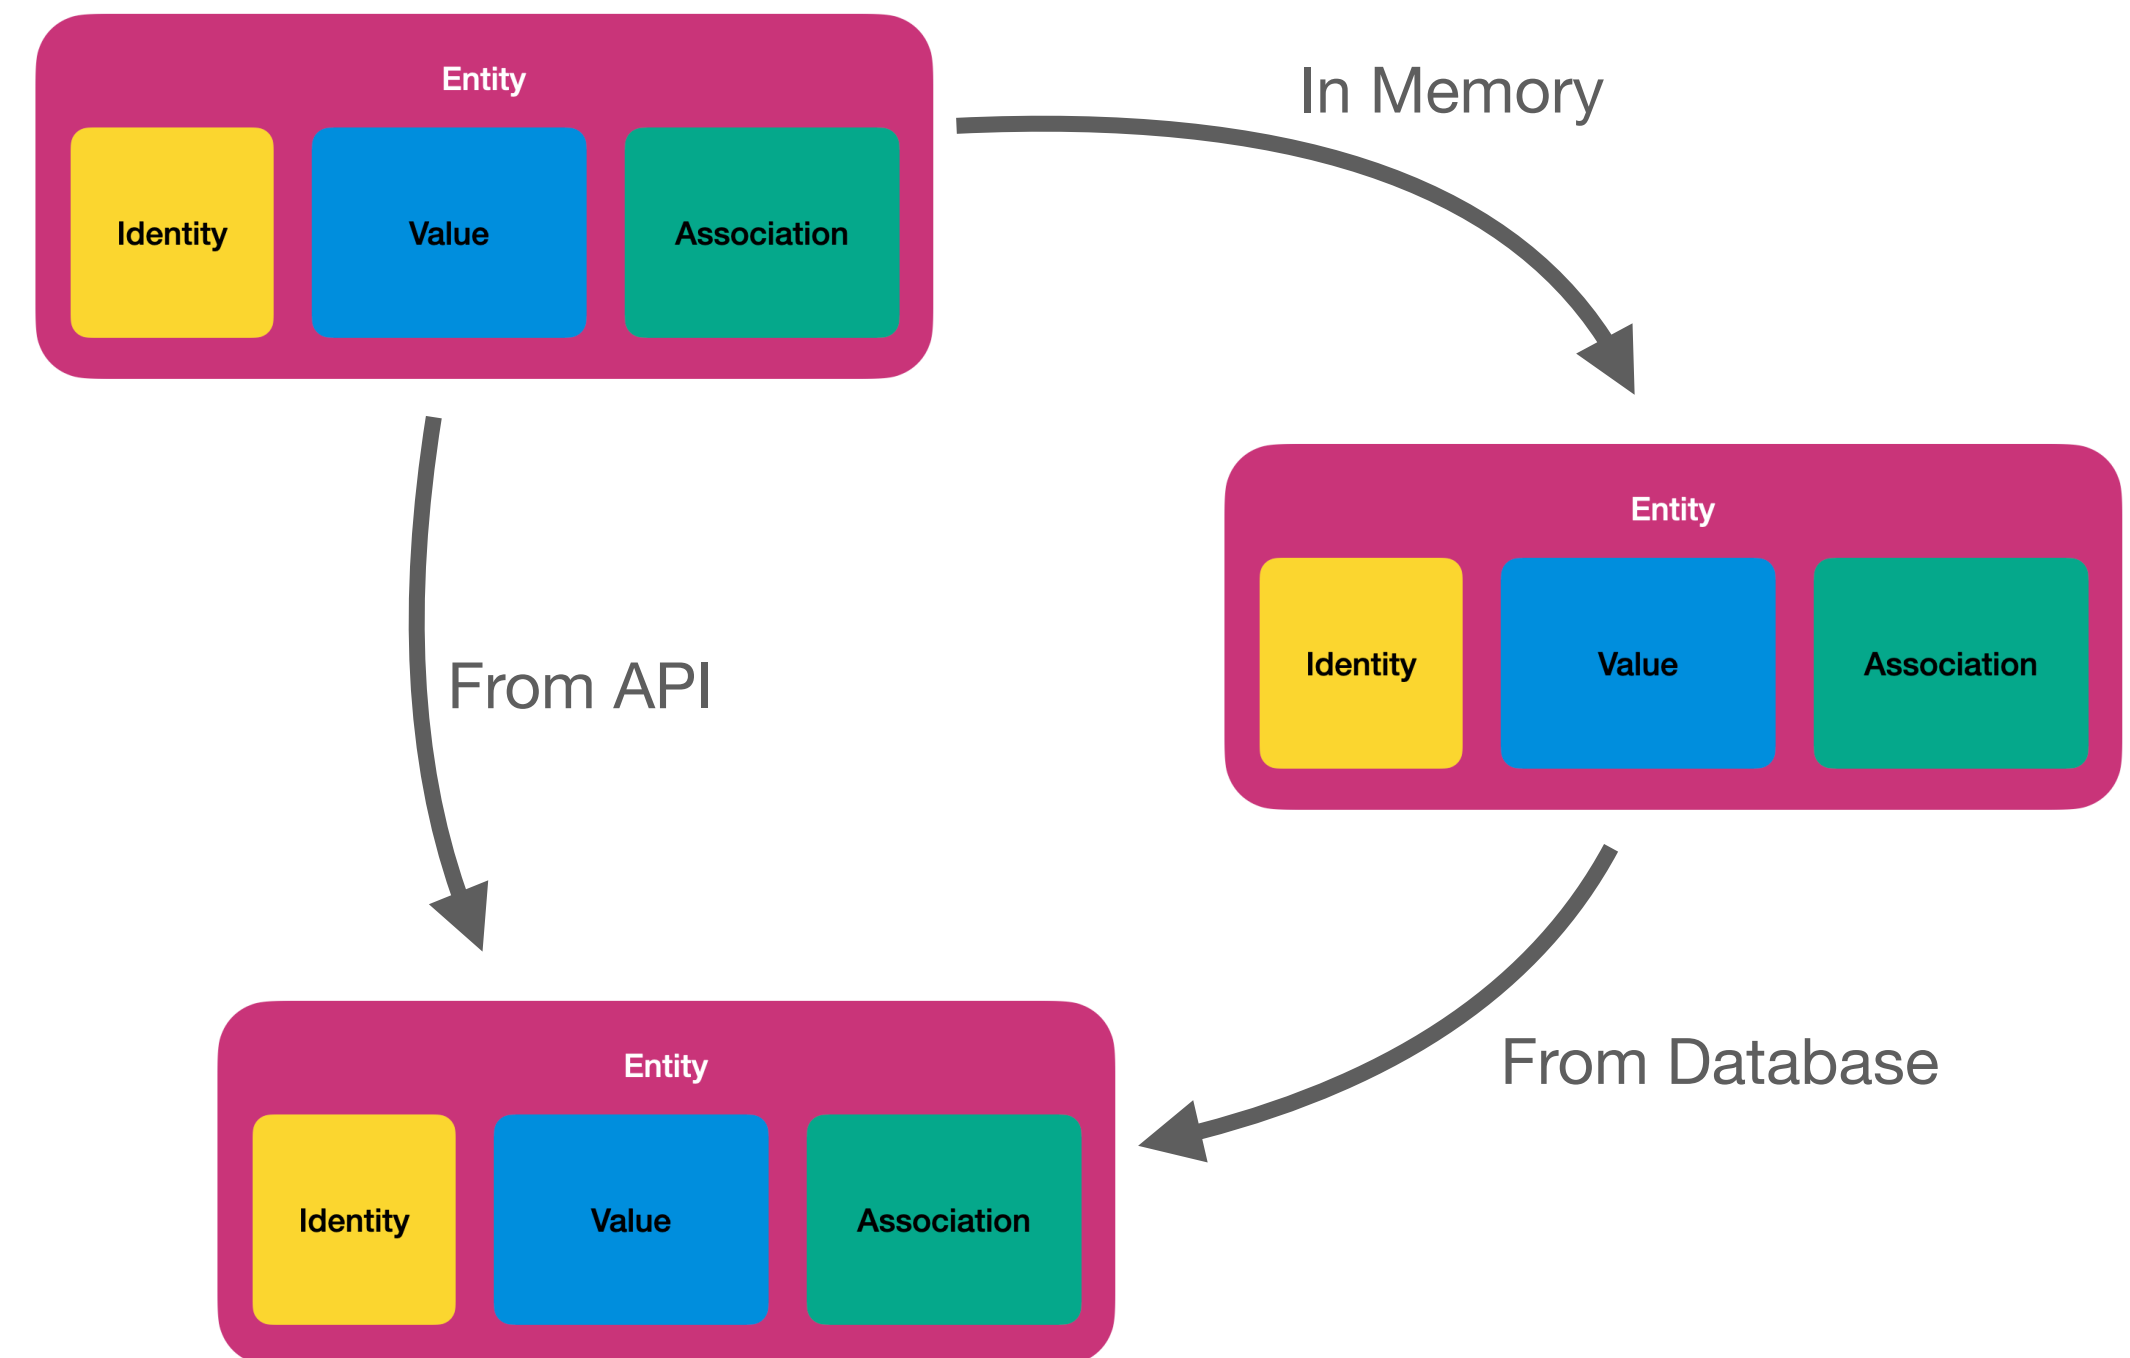 Entity
Identity
Value
Association
In Memory
From API
Entity
Identity
Value
Association
From Database
Entity
Identity
Value
Association